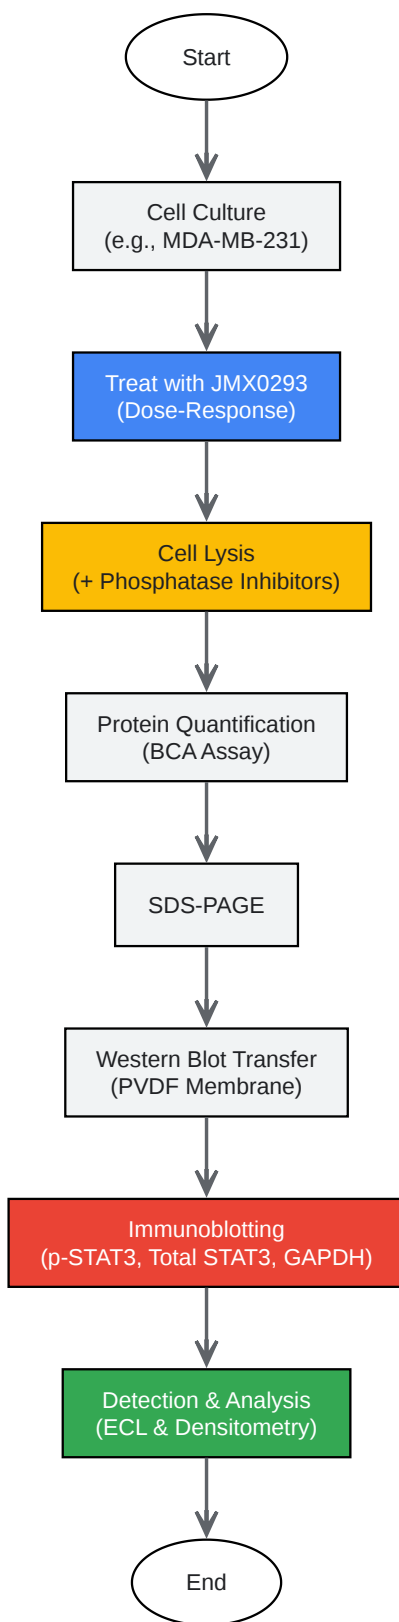 Start
Cell Culture
(e.g., MDA-MB-231)
Treat with JMX0293
(Dose-Response)
Cell Lysis
(+ Phosphatase Inhibitors)
Protein Quantification
(BCA Assay)
SDS-PAGE
Western Blot Transfer
(PVDF Membrane)
Immunoblotting
(p-STAT3, Total STAT3, GAPDH)
Detection & Analysis
(ECL & Densitometry)
End